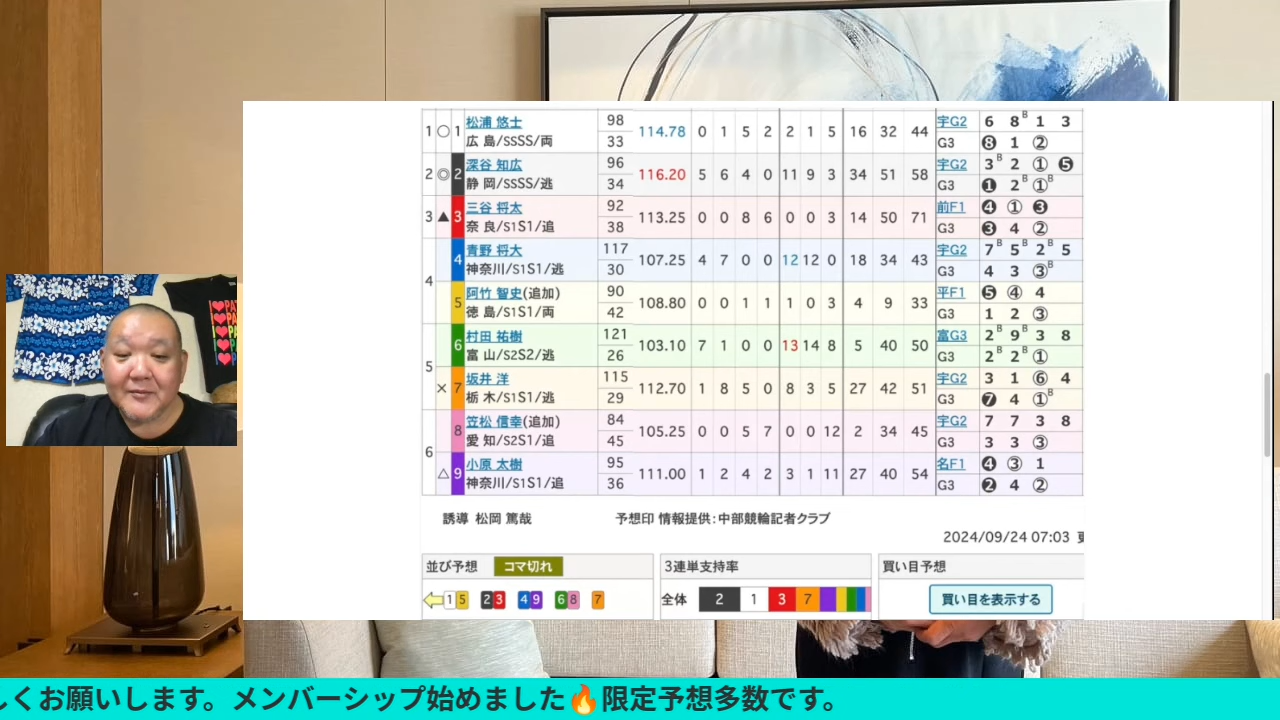 1 ○ 1 松浦 悠士 98 114.78 0 1 5 2 2 1 5 16 32 44 宇G2 6 8B 1 3
広 島/SSSS/両 33 G3 ❽ 1 ②
2 ◎ 2 深谷 知広 96 116.20 5 6 4 0 11 9 3 34 51 58 宇G2 3B 2 ① ❺
静 岡/SSSS/逃 34 G3 ❶ 2B ①B
3 ▲ 3 三谷 将太 92 113.25 0 0 8 6 0 0 3 14 50 71 前F1 ❹ ① ❸
奈 良/S1S1/追 38 G3 ❸ 4 ②
4 4 青野 将大 117 107.25 4 7 0 0 12 12 0 18 34 43 宇G2 7B 5B 2B 5
神奈川/S1S1/逃 30 G3 4 3 ③B
5 阿竹 智史(追加) 90 108.80 0 0 1 1 1 0 3 4 9 33 平F1 ❺ ④ 4
徳 島/S1S1/両 42 G3 1 2 ③
5 6 村田 祐樹 121 103.10 7 1 0 0 13 14 8 5 40 50 富G3 2B 9B 3 8
富 山/S2S2/逃 26 G3 2B 2B ①
× 7 坂井 洋 115 112.70 1 8 5 0 8 3 5 27 42 51 宇G2 3 1 ⑥ 4
栃 木/S1S1/逃 29 G3 ❼ 4 ①B
6 8 笠松 信幸(追加) 84 105.25 0 0 5 7 0 0 12 2 34 45 宇G2 7 7 3 8
愛 知/S2S1/追 45 G3 3 3 ③
△ 9 小原 太樹 95 111.00 1 2 4 2 3 1 11 27 40 54 名F1 ❹ ③ 1
神奈川/S1S1/追 36 G3 ❷ 4 ②
誘導 松岡 篤哉 予想印 情報提供:中部競輪記者クラブ
2024/09/24 07:03
並び予想 コマ切れ 3連単支持率 買い目予想
1 5 2 3 4 9 6 8 7 全体 2 1 3 7 買い目を表示する
しくお願いします。メンバーシップ始めました🔥限定予想多数です。